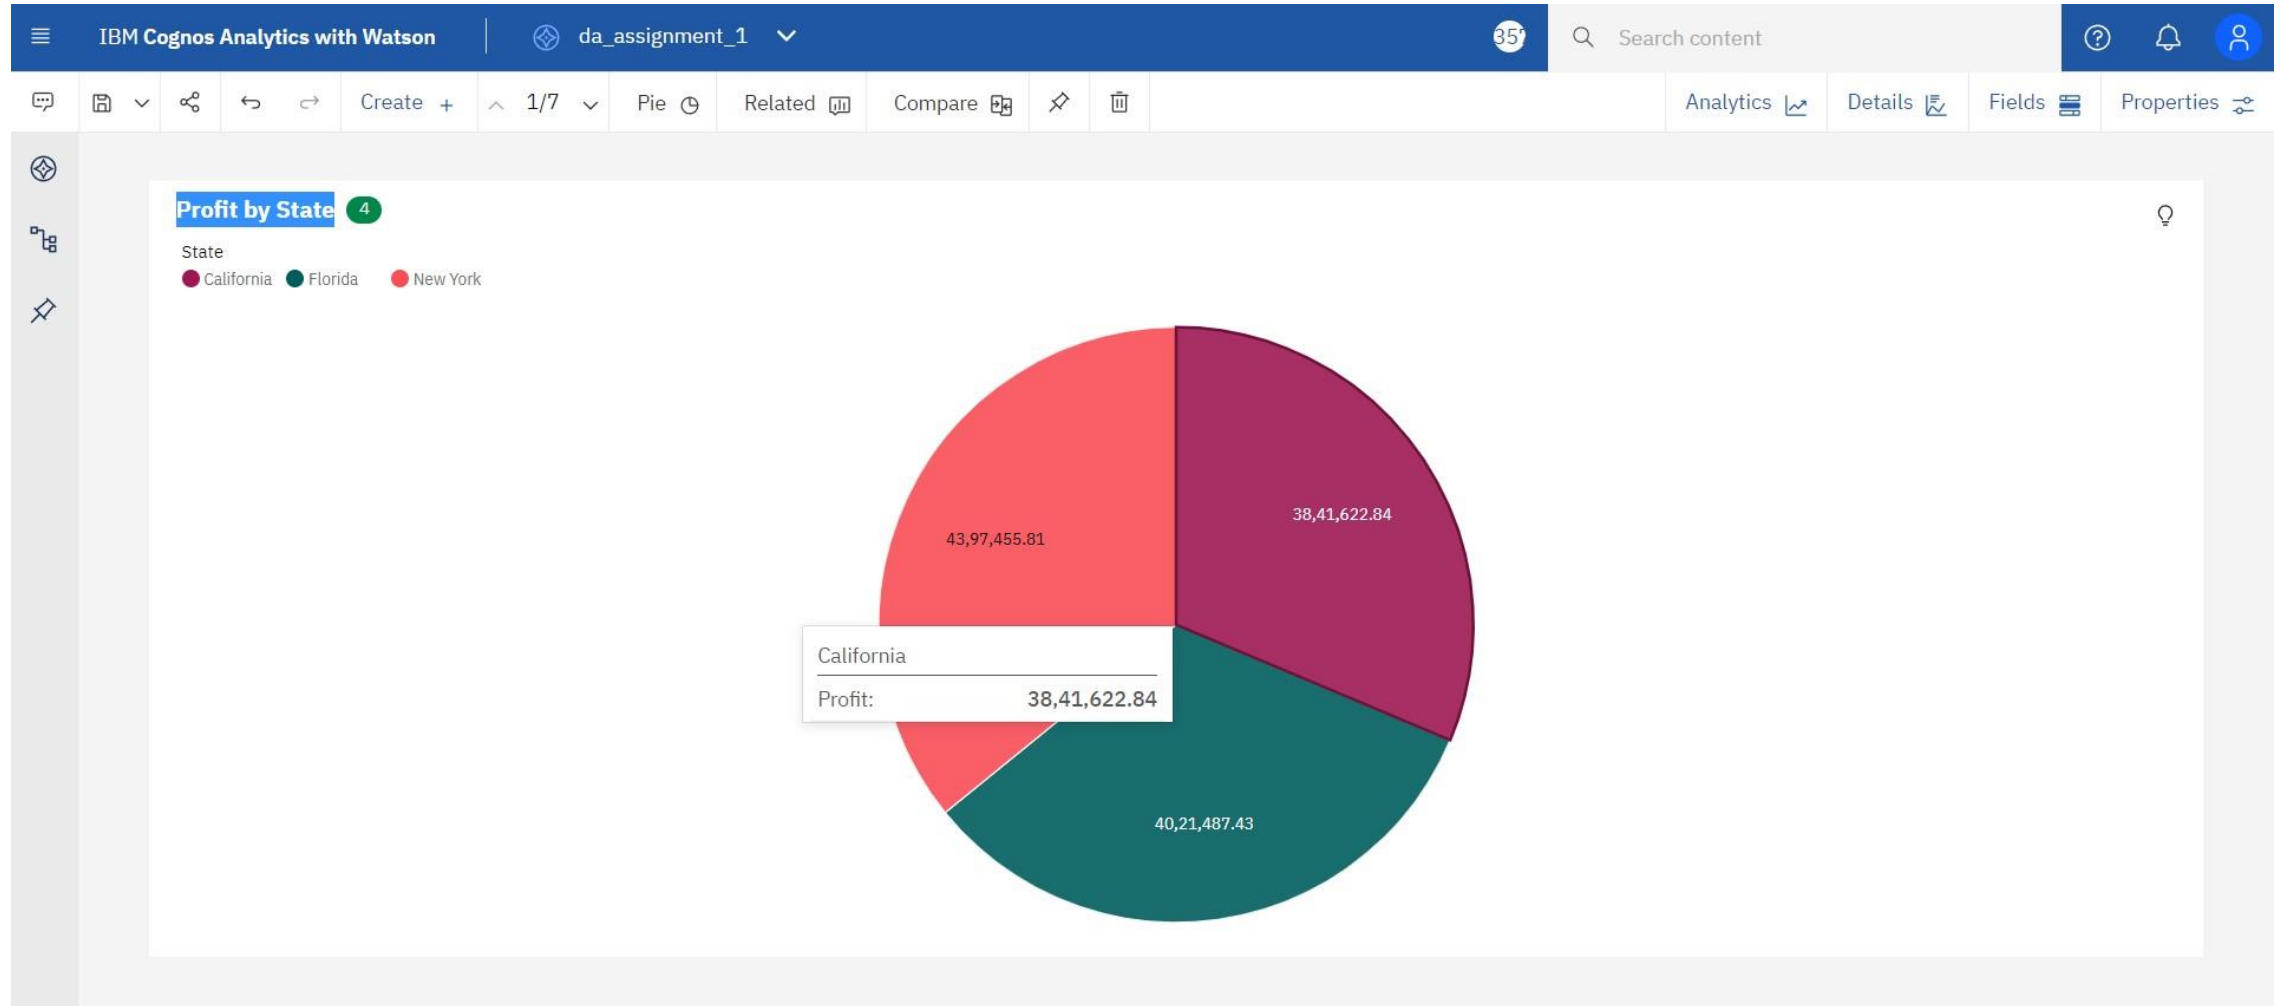 IBM Cognos Analytics with Watson da_assignment_1 Search content
Create + 1/7 Pie Related Compare Analytics Details Fields Properties
Profit by State 4
State
California Florida New York
38,41,622.84
43,97,455.81
California
Profit: 38,41,622.84
40,21,487.43